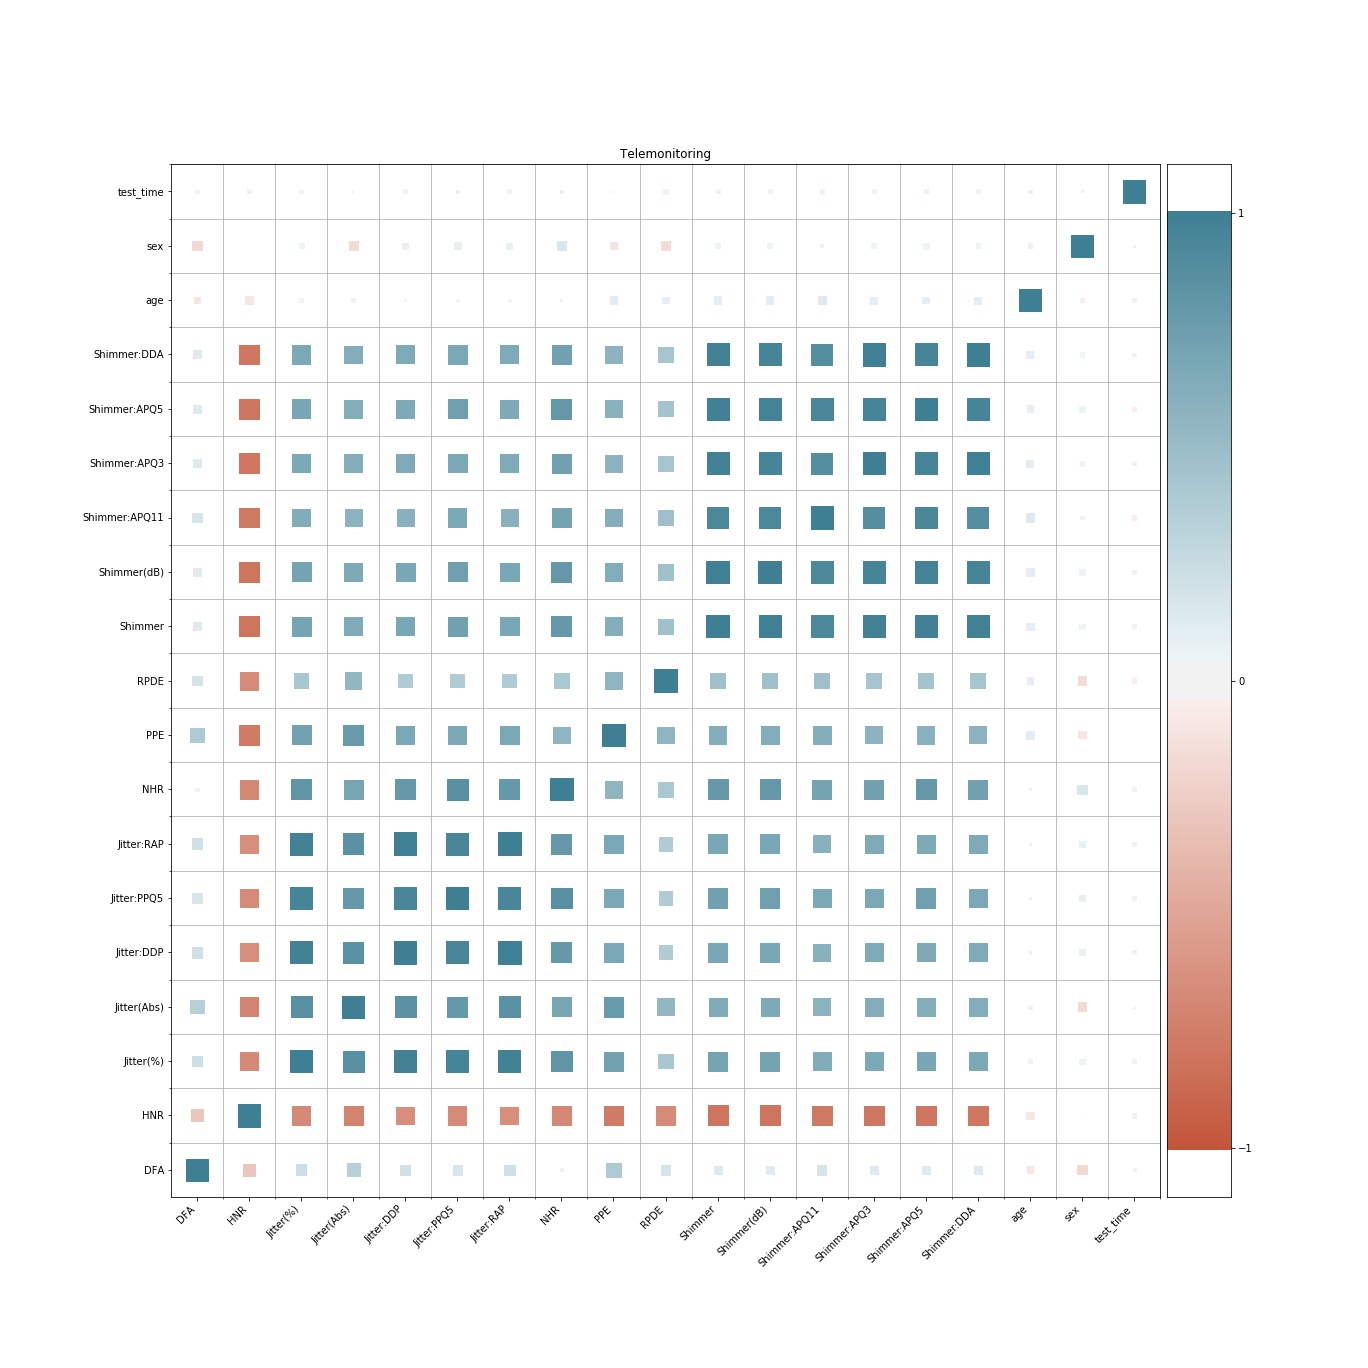 Telemonitoring
test_time
sex
age
Shimmer:DDA
Shimmer:APQ5
Shimmer:APQ3
Shimmer:APQ11
Shimmer(dB)
Shimmer
RPDE
PPE
NHR
Jitter:RAP
Jitter:PPQ5
Jitter:DDP
Jitter(Abs)
Jitter(%)
HNR
DFA
DFA
HNR
Jitter(%)
Jitter(Abs)
Jitter:DDP
Jitter:PPQ5
Jitter:RAP
NHR
PPE
RPDE
Shimmer
Shimmer(dB)
Shimmer:APQ11
Shimmer:APQ3
Shimmer:APQ5
Shimmer:DDA
age
sex
test_time
1
0
−1